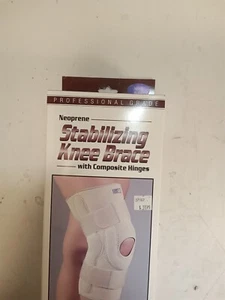 PROFESSIONAL GRADE
Neoprene
Stabilizing
Knee Brace
with Composite Hinges